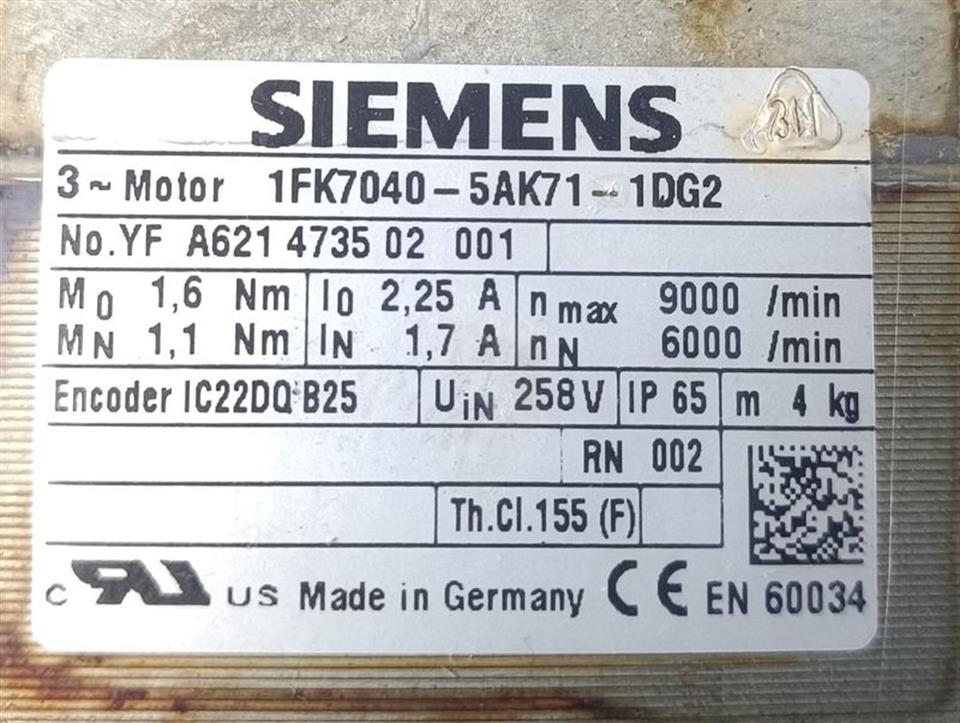 SIEMENS
3~Motor 1FK7040-5AK71-1DG2
No.YF A621 4735 02 001
M0 1,6 Nm I0 2,25 A nmax 9000 /min
MN 1,1 Nm IN 1,7 A nN 6000 /min
Encoder IC22DQ B25 UiN 258V IP 65 m 4 kg
RN 002
Th.Cl.155 (F)
c RU US Made in Germany CE EN 60034